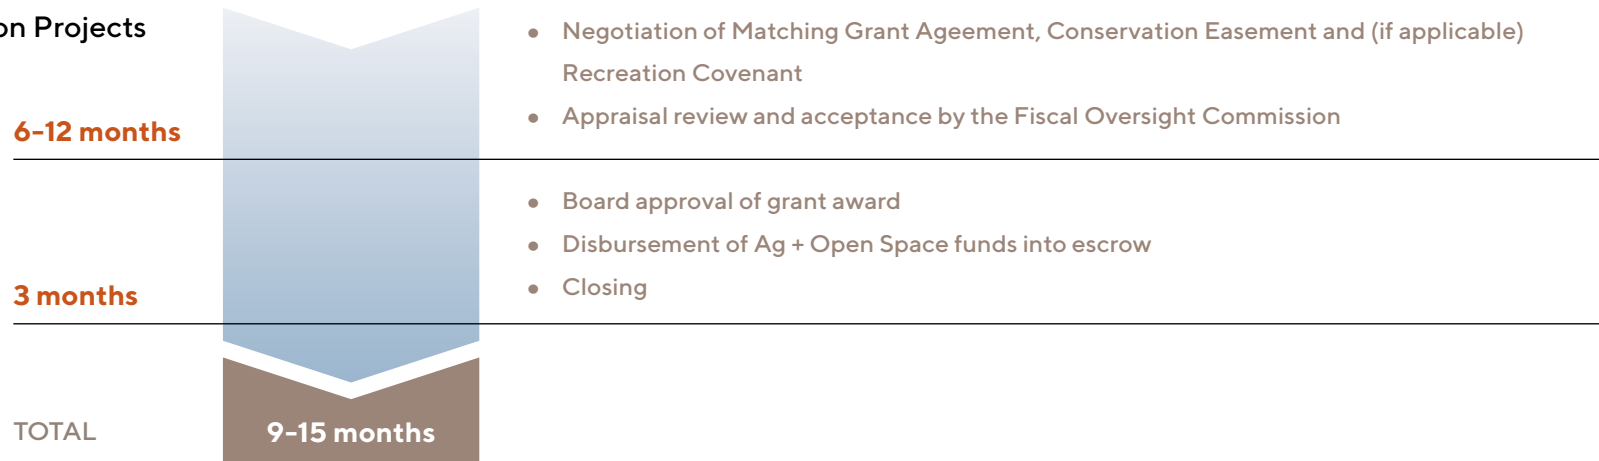 on Projects
6-12 months
• Negotiation of Matching Grant Ageement, Conservation Easement and (if applicable)
Recreation Covenant
• Appraisal review and acceptance by the Fiscal Oversight Commission
3 months
• Board approval of grant award
• Disbursement of Ag + Open Space funds into escrow
• Closing
TOTAL
9-15 months